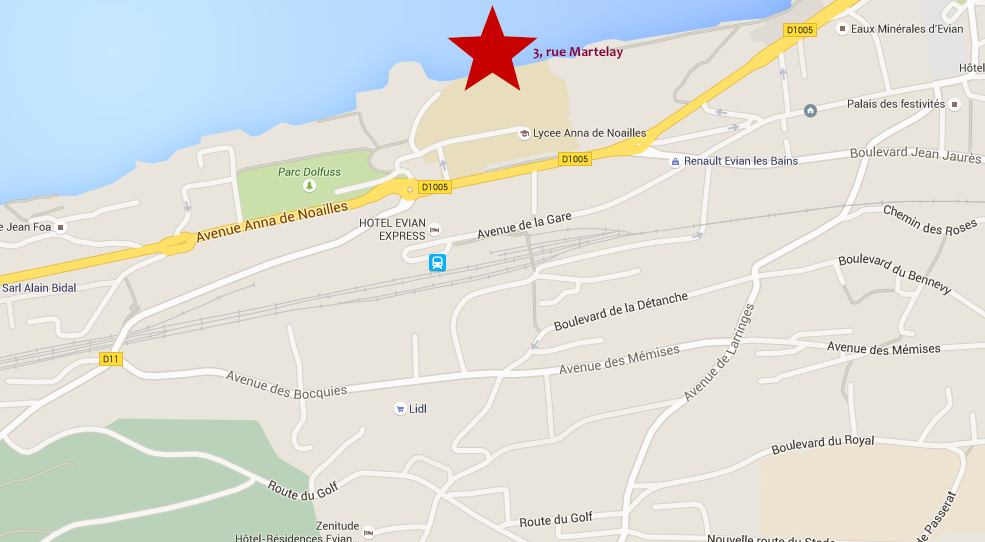 D1005
Eaux Minérales d'Evian
3, rue Martelay
Hôtel
Palais des festivités
Lycee Anna de Noailles
D1005
Renault Evian les Bains
Boulevard Jean Jaurès
Parc Dolfuss
D1005
Avenue Anna de Noailles
HOTEL EVIAN
EXPRESS
Avenue de la Gare
e Jean Foa
Chemin des Roses
Boulevard du Bennevy
Sarl Alain Bidal
Boulevard de la Détanche
Avenue de Larringes
D11
Avenue des Mémises
Avenue des Mémises
Avenue des Bocquies
Lidl
Boulevard du Royal
Route du Golf
Route du Golf
de Passerat
Zenitude
Hôtel-Résidences Evian
Nouvelle route du Stade